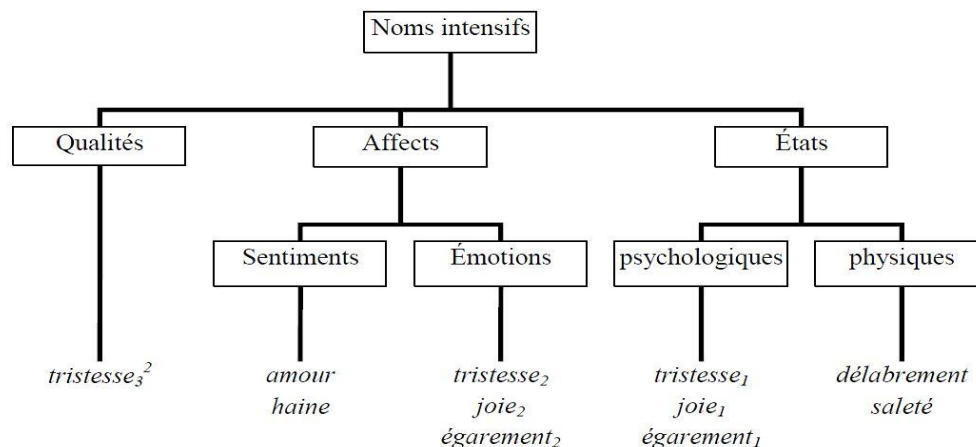 Noms intensifs
Qualités
Affects
États
Sentiments
Émotions
psychologiques
physiques
tristesse₃²
amour
haine
tristesse₂
joie₂
égarement₂
tristesse₁
joie₁
égarement₁
délabrement
saleté